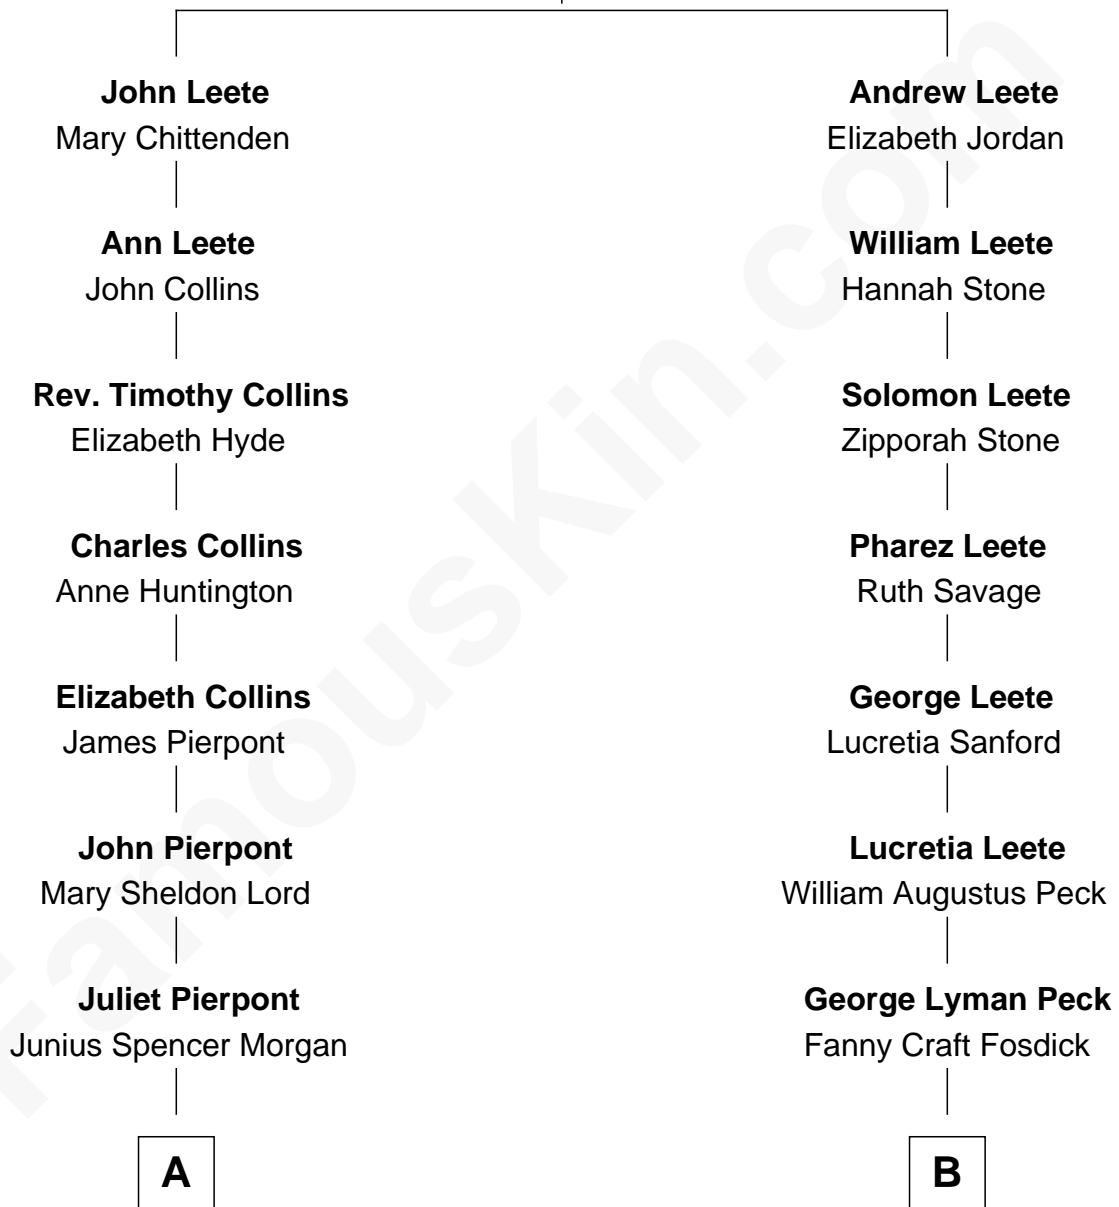 John Leete
Mary Chittenden
Ann Leete
John Collins
Rev. Timothy Collins
Elizabeth Hyde
Charles Collins
Anne Huntington
Elizabeth Collins
James Pierpont
John Pierpont
Mary Sheldon Lord
Juliet Pierpont
Junius Spencer Morgan
A
Andrew Leete
Elizabeth Jordan
William Leete
Hannah Stone
Solomon Leete
Zipporah Stone
Pharez Leete
Ruth Savage
George Leete
Lucretia Sanford
Lucretia Leete
William Augustus Peck
George Lyman Peck
Fanny Craft Fosdick
B
FamousKin.com